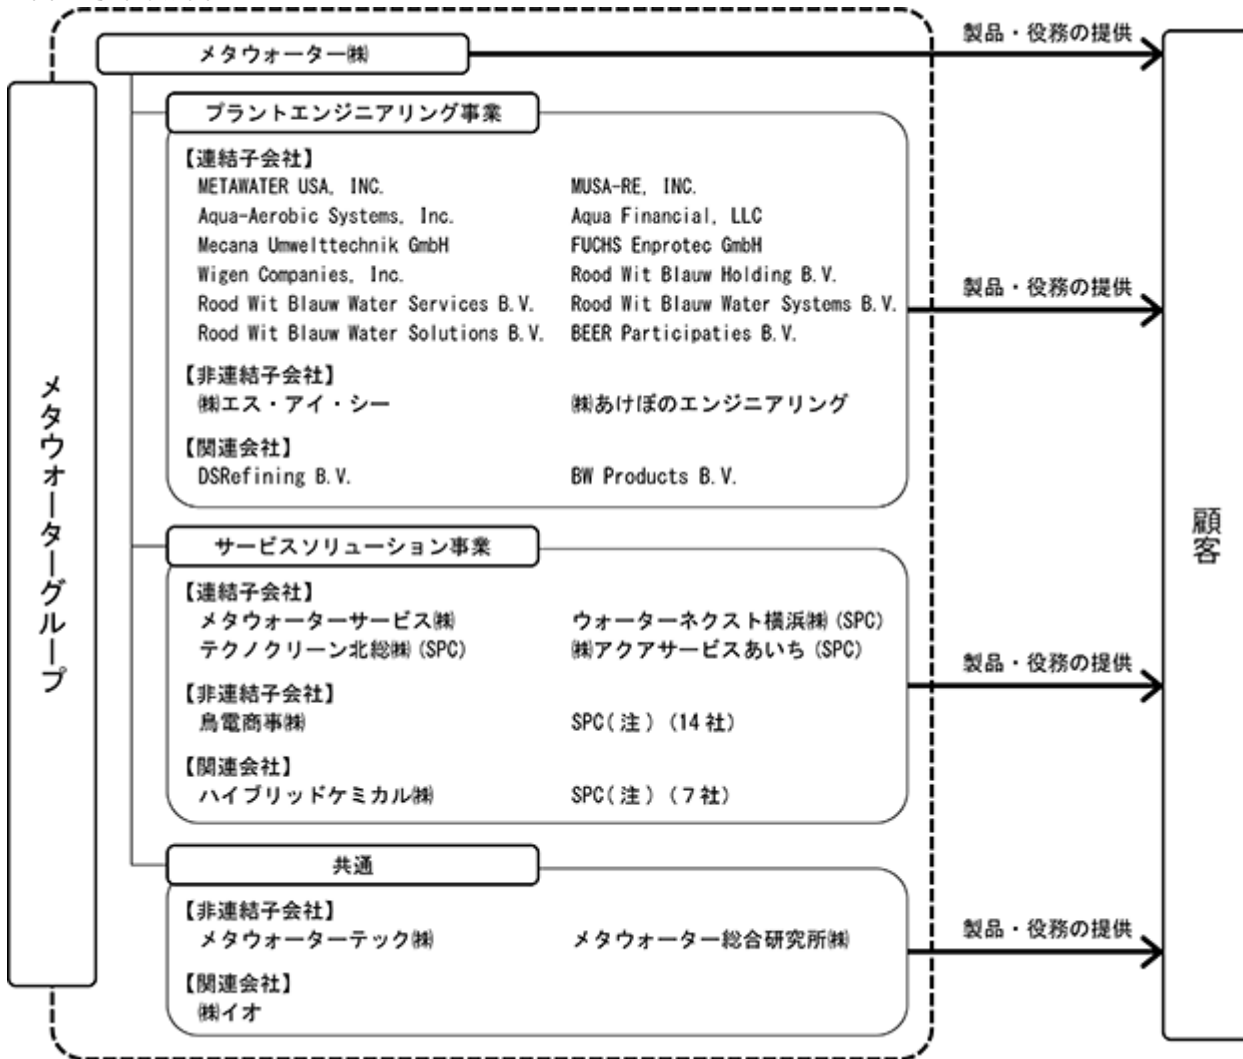 メタウォーターグループ
メタウォーター㈱
製品・役務の提供
プラントエンジニアリング事業
【連結子会社】
METAWATER USA, INC. MUSA-RE, INC.
Aqua-Aerobic Systems, Inc. Aqua Financial, LLC
Mecana Umwelttechnik GmbH FUCHS Enprotec GmbH
Wigen Companies, Inc. Rood Wit Blauw Holding B.V.
Rood Wit Blauw Water Services B.V. Rood Wit Blauw Water Systems B.V.
Rood Wit Blauw Water Solutions B.V. BEER Participaties B.V.
製品・役務の提供
【非連結子会社】
㈱エス・アイ・シー ㈱あけぼのエンジニアリング
【関連会社】
DSRefining B.V. BW Products B.V.
サービスソリューション事業
【連結子会社】
メタウォーターサービス㈱ ウォーターネクスト横浜㈱(SPC)
テクノクリーン北総㈱(SPC) ㈱アクアサービスあいち(SPC)
製品・役務の提供
【非連結子会社】
鳥電商事㈱ SPC(注)(14社)
【関連会社】
ハイブリッドケミカル㈱ SPC(注)(7社)
共通
【非連結子会社】
メタウォーターテック㈱ メタウォーター総合研究所㈱
製品・役務の提供
【関連会社】
㈱イオ
顧客